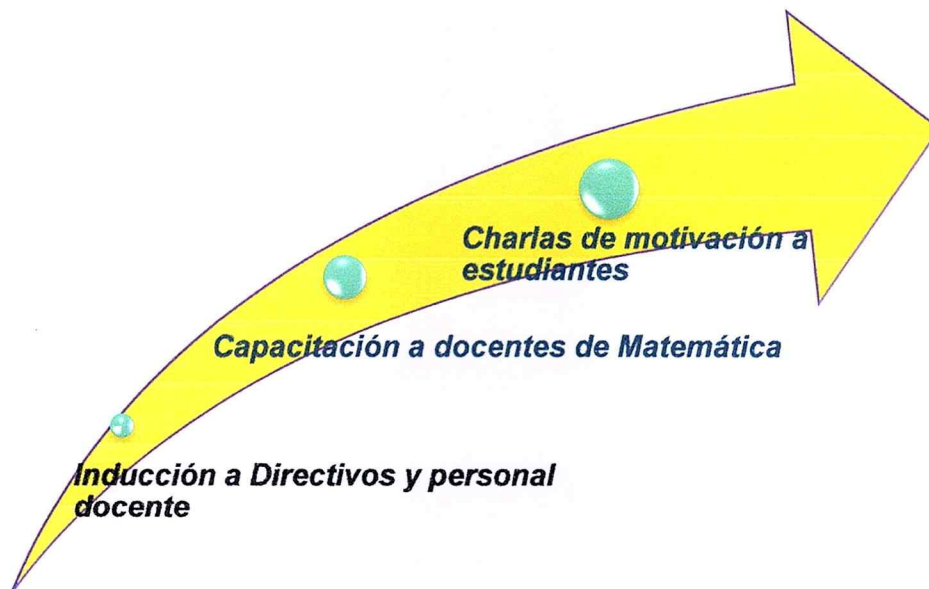 Charlas de motivación a
estudiantes
Capacitación a docentes de Matemática
Inducción a Directivos y personal
docente